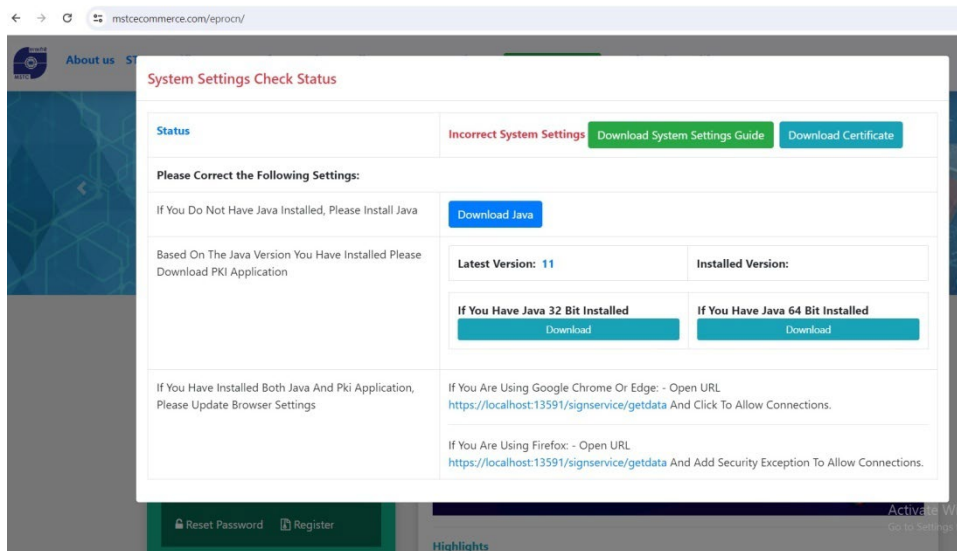 mstcecommerce.com/eprocn/
MSTC
About us ST
System Settings Check Status
Status
Incorrect System Settings Download System Settings Guide Download Certificate
Please Correct the Following Settings:
If You Do Not Have Java Installed, Please Install Java
Download Java
Based On The Java Version You Have Installed Please
Download PKI Application
Latest Version: 11 Installed Version:
If You Have Java 32 Bit Installed If You Have Java 64 Bit Installed
Download Download
If You Have Installed Both Java And Pki Application,
Please Update Browser Settings
If You Are Using Google Chrome Or Edge: - Open URL
https://localhost:13591/signservice/getdata And Click To Allow Connections.
If You Are Using Firefox: - Open URL
https://localhost:13591/signservice/getdata And Add Security Exception To Allow Connections.
Reset Password Register
Highlights
Activate W
Go to Settings